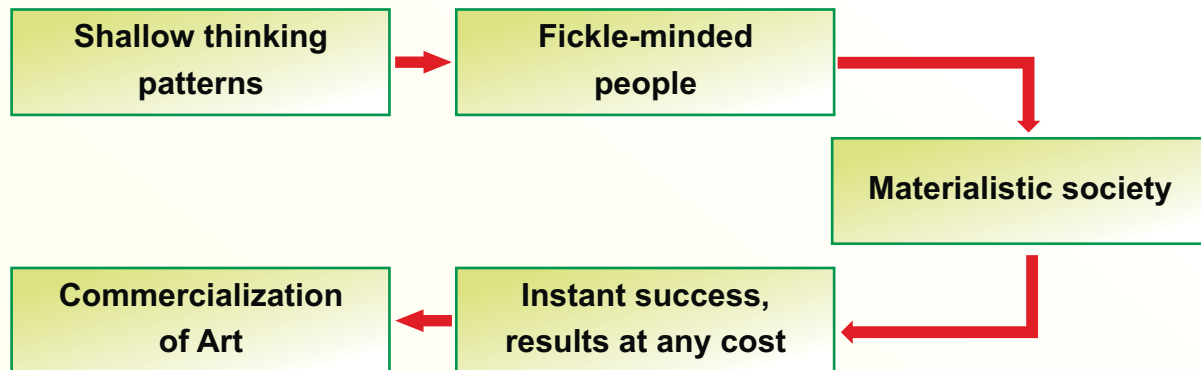 Shallow thinking
patterns
Fickle-minded
people
Materialistic society
Instant success,
results at any cost
Commercialization
of Art